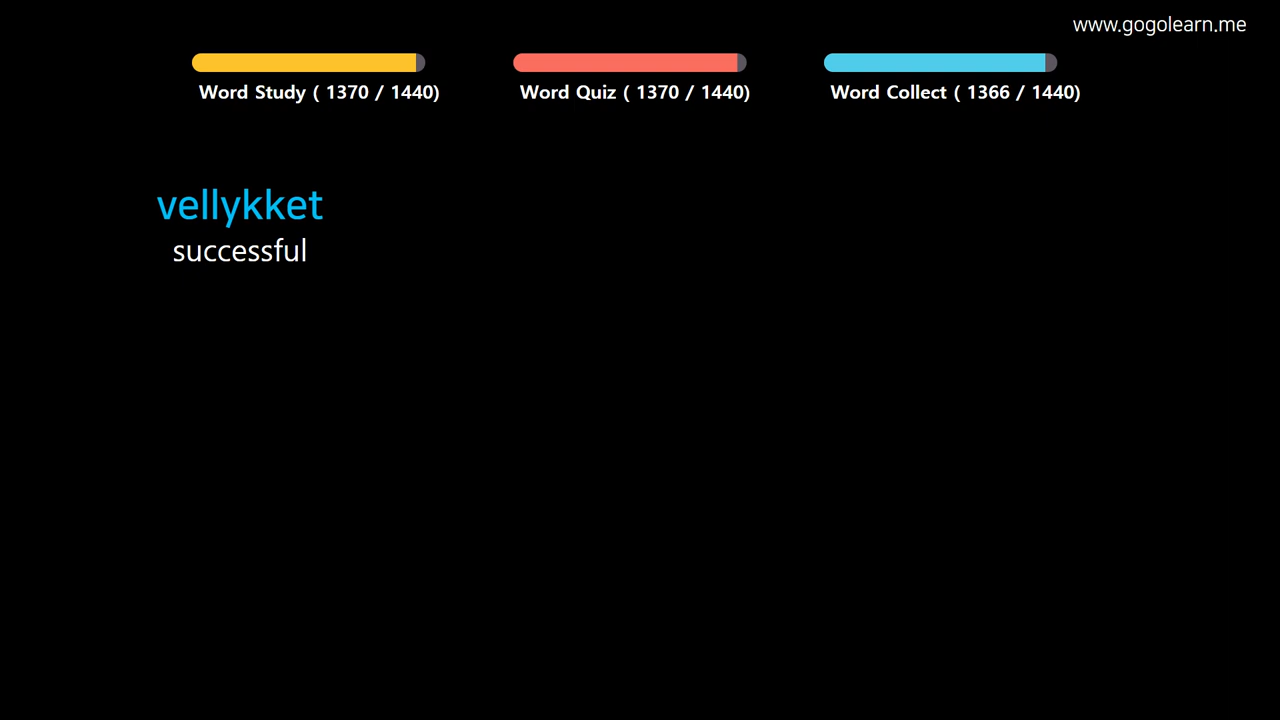 www.gogolearn.me
Word Study ( 1370 / 1440)
Word Quiz ( 1370 / 1440)
Word Collect ( 1366 / 1440)
vellykket
successful